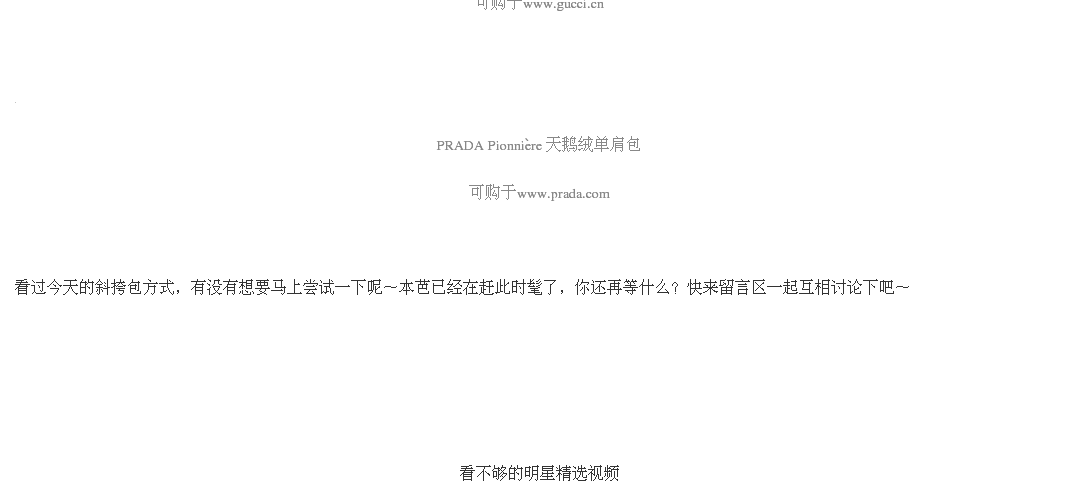 可购于www.gucci.cn
PRADA Pionnière 天鹅绒单肩包
可购于www.prada.com
看过今天的斜挎包方式，有没有想要马上尝试一下呢～本芭已经在赶此时髦了，你还再等什么？快来留言区一起互相讨论下吧～
看不够的明星精选视频